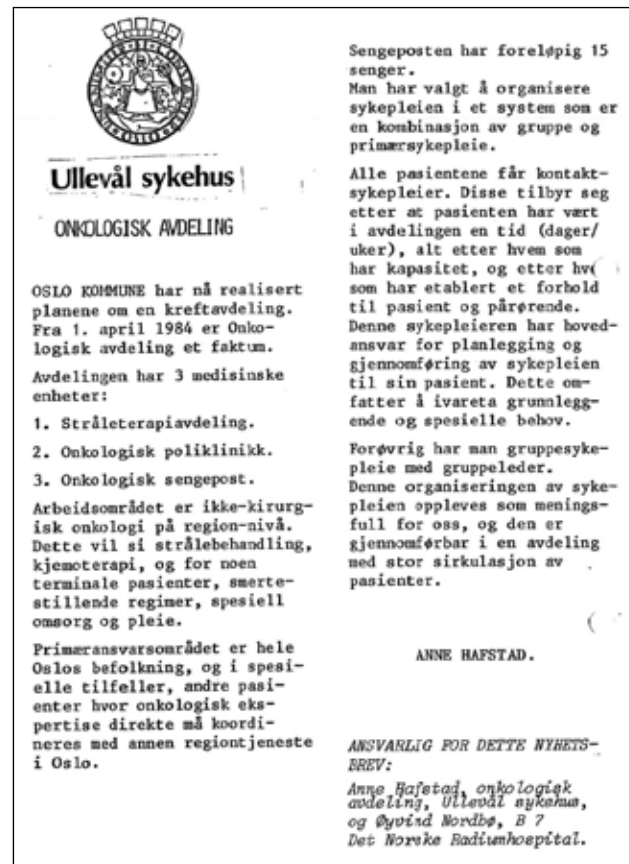 OSLO
Ullevål sykehus
ONKOLOGISK AVDELING
OSLO KOMMUNE har nå realisert
planene om en kreftavdeling.
Fra 1. april 1984 er Onko-
logisk avdeling et faktum.
Avdelingen har 3 medisinske
enheter:
1. Stråleterapiavdeling.
2. Onkologisk poliklinikk.
3. Onkologisk sengepost.
Arbeidsområdet er ikke-kirurg-
isk onkologi på region-nivå.
Dette vil si strålebehandling,
kjemoterapi, og for noen
terminale pasienter, smerte-
stillende regimer, spesiell
omsorg og pleie.
Primæransvarsområdet er hele
Oslos befolkning, og i spesi-
elle tilfeller, andre pasi-
enter hvor onkologisk eks-
pertise direkte må koordi-
neres med annen regiontjeneste
i Oslo.
Sengeposten har foreløpig 15
senger.
Man har valgt å organisere
sykepleien i et system som er
en kombinasjon av gruppe og
primærsykepleie.
Alle pasientene får kontakt-
sykepleier. Disse tilbyr seg
etter at pasienten har vært
i avdelingen en tid (dager/
uker), alt etter hvem som
har kapasitet, og etter
som har etablert et forhold
til pasient og pårørende.
Denne sykepleieren har hoved-
ansvar for planlegging og
gjennomføring av sykepleien
til sin pasient. Dette om-
fatter å ivareta grunnlegg-
ende og spesielle behov.
Forøvrig har man gruppesyke-
pleie med gruppeleder.
Denne organiseringen av syke-
pleien oppleves som menings-
full for oss, og den er
gjennomførbar i en avdeling
med stor sirkulasjon av
pasienter.
ANNE HAFSTAD.
ANSVARLIG FOR DETTE NYHETS-
BREV:
Anne Hafstad, onkologisk
avdeling, Ullevål sykehus,
og Øyvind Nordbø, B 7
Det Norske Radiumhospital.